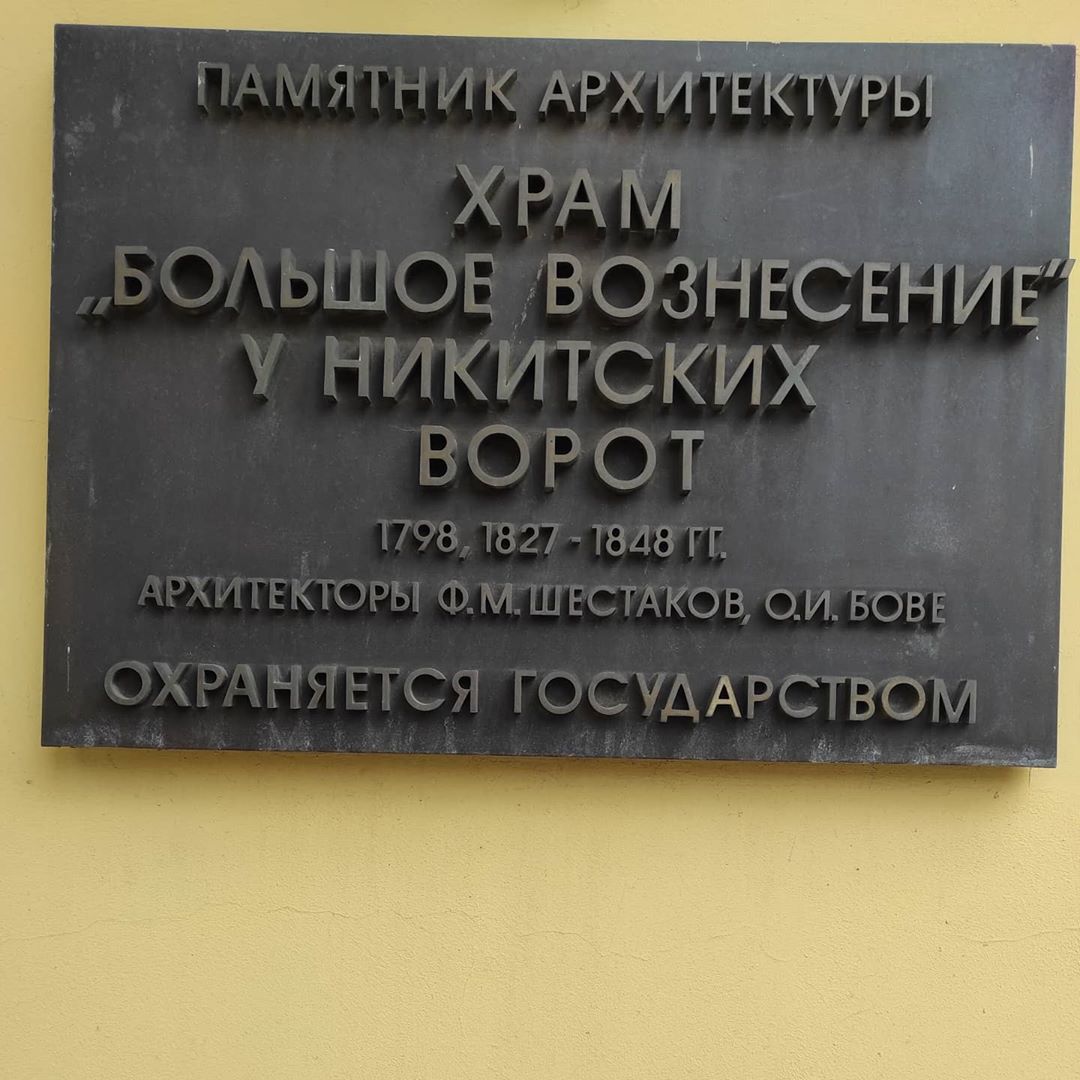 ПАМЯТНИК АРХИТЕКТУРЫ
ХРАМ
„БОЛЬШОЕ ВОЗНЕСЕНИЕ“
У НИКИТСКИХ
ВОРОТ
1798, 1827 - 1848 ГГ.
АРХИТЕКТОРЫ Ф.М. ШЕСТАКОВ, О.И. БОВЕ
ОХРАНЯЕТСЯ ГОСУДАРСТВОМ